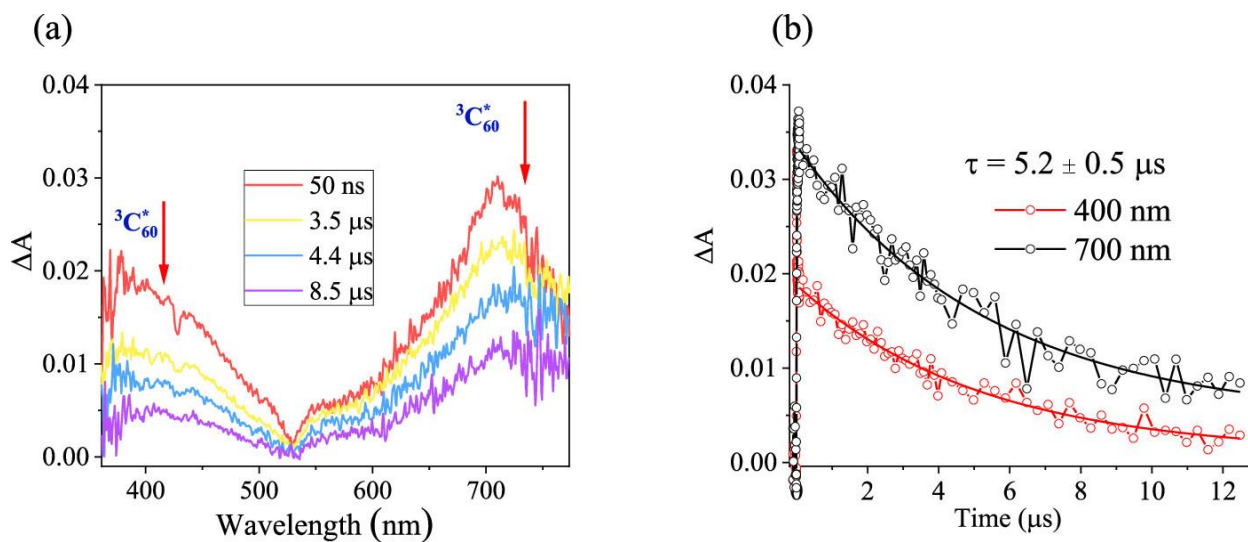 (a)
0.04
0.03
0.02
0.01
0.00
ΔA
³C₆₀*
³C₆₀*
50 ns
3.5 μs
4.4 μs
8.5 μs
400
500
600
700
Wavelength (nm)
(b)
0.04
0.03
0.02
0.01
0.00
ΔA
τ = 5.2 ± 0.5 μs
400 nm
700 nm
0
2
4
6
8
10
12
Time (μs)